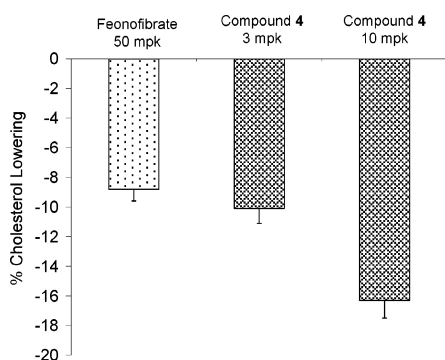 Feonofibrate
50 mpk
Compound 4
3 mpk
Compound 4
10 mpk
% Cholesterol Lowering
0
-2
-4
-6
-8
-10
-12
-14
-16
-18
-20